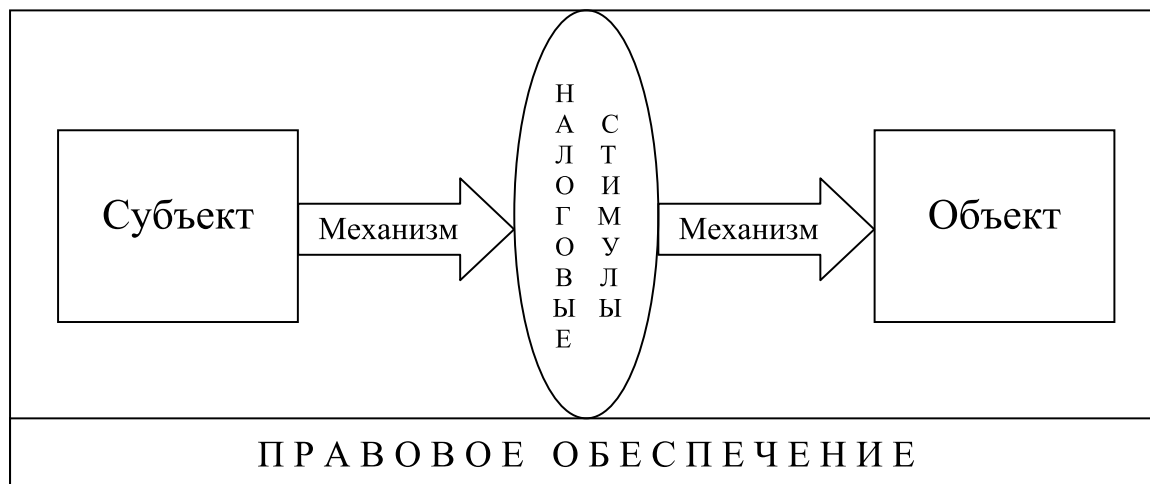 Субъект
Механизм
НАЛОГОВЫЕ
СТИМУЛЫ
Механизм
Объект
ПРАВОВОЕ ОБЕСПЕЧЕНИЕ